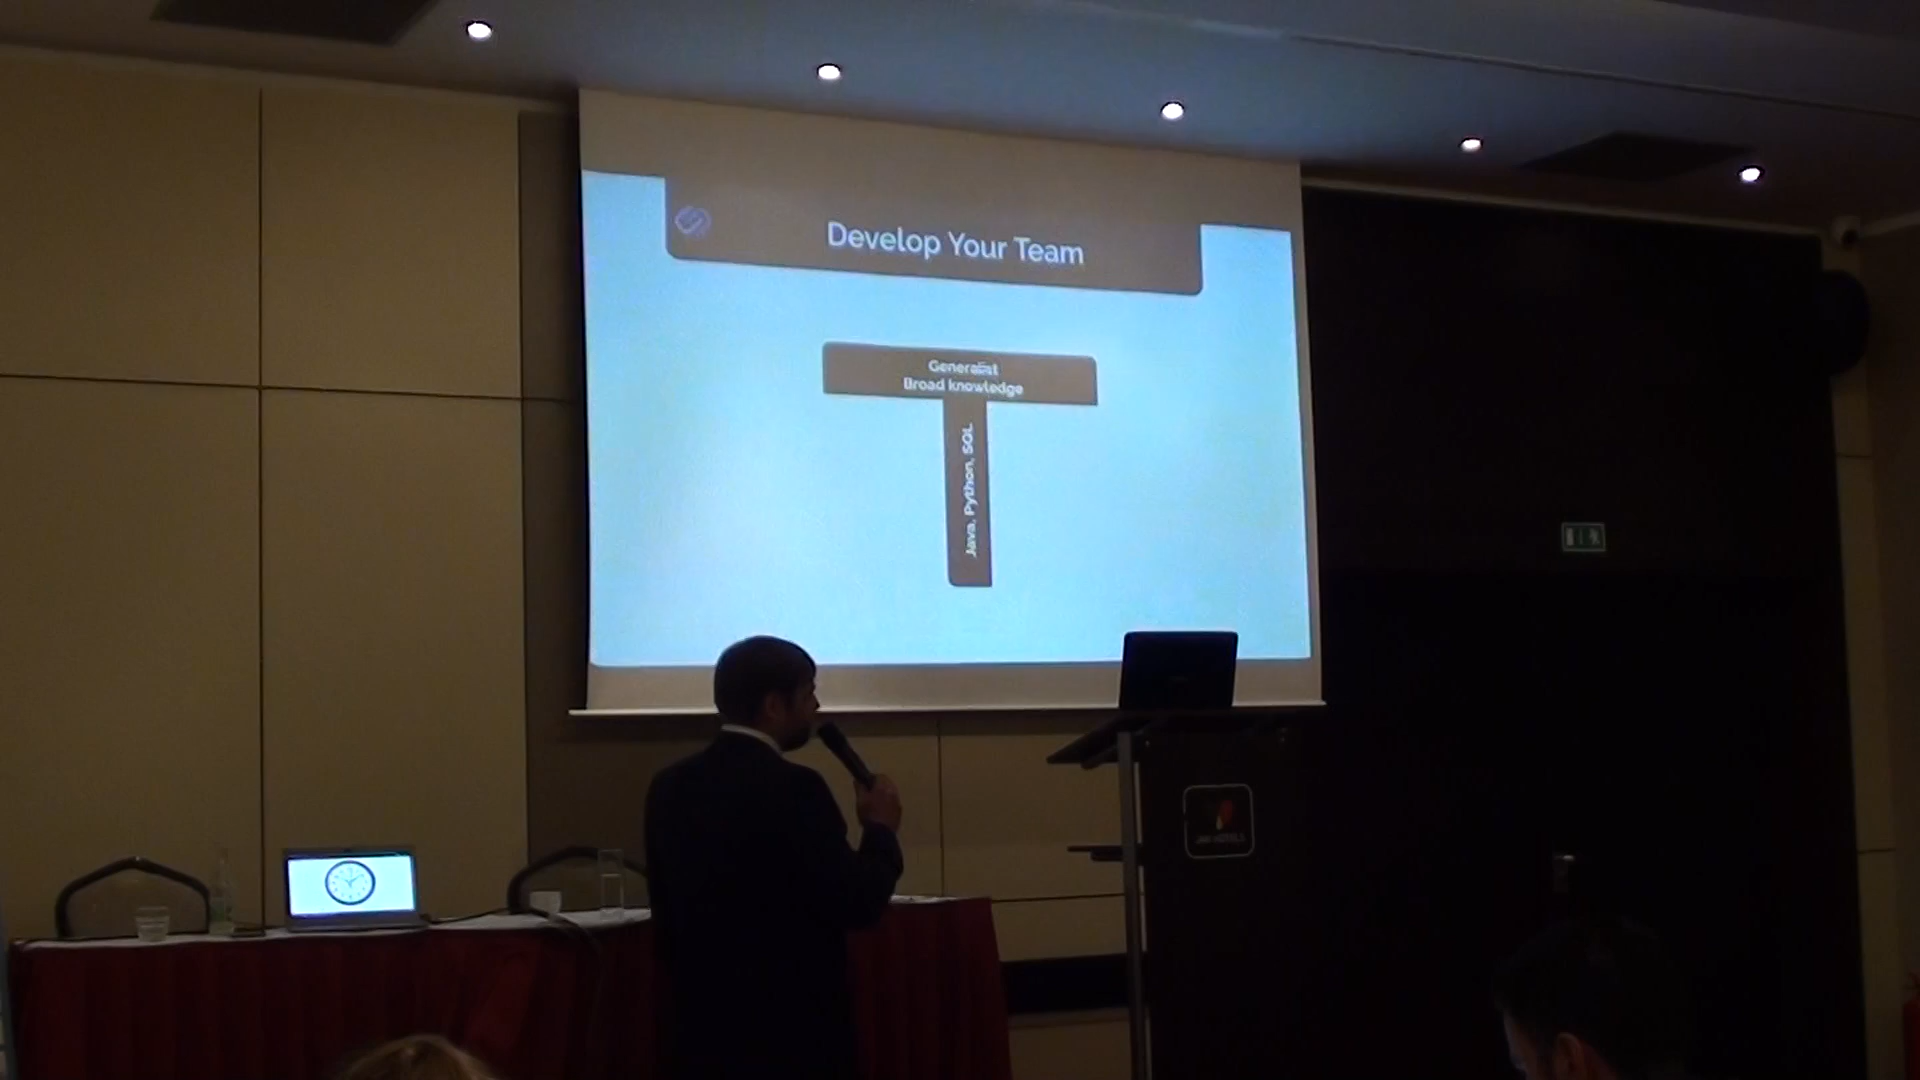 Develop Your Team
Generalist
Broad knowledge
Java, Python, SQL